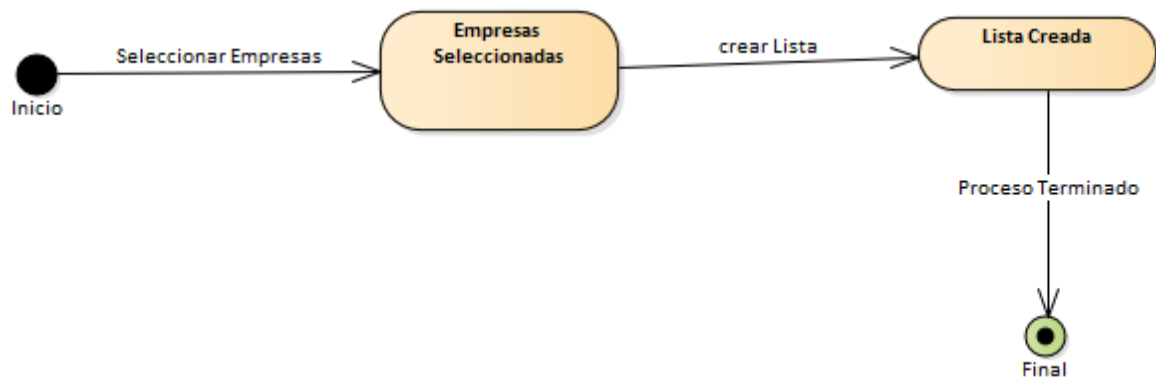 Inicio
Seleccionar Empresas
Empresas
Seleccionadas
crear Lista
Lista Creada
Proceso Terminado
Final